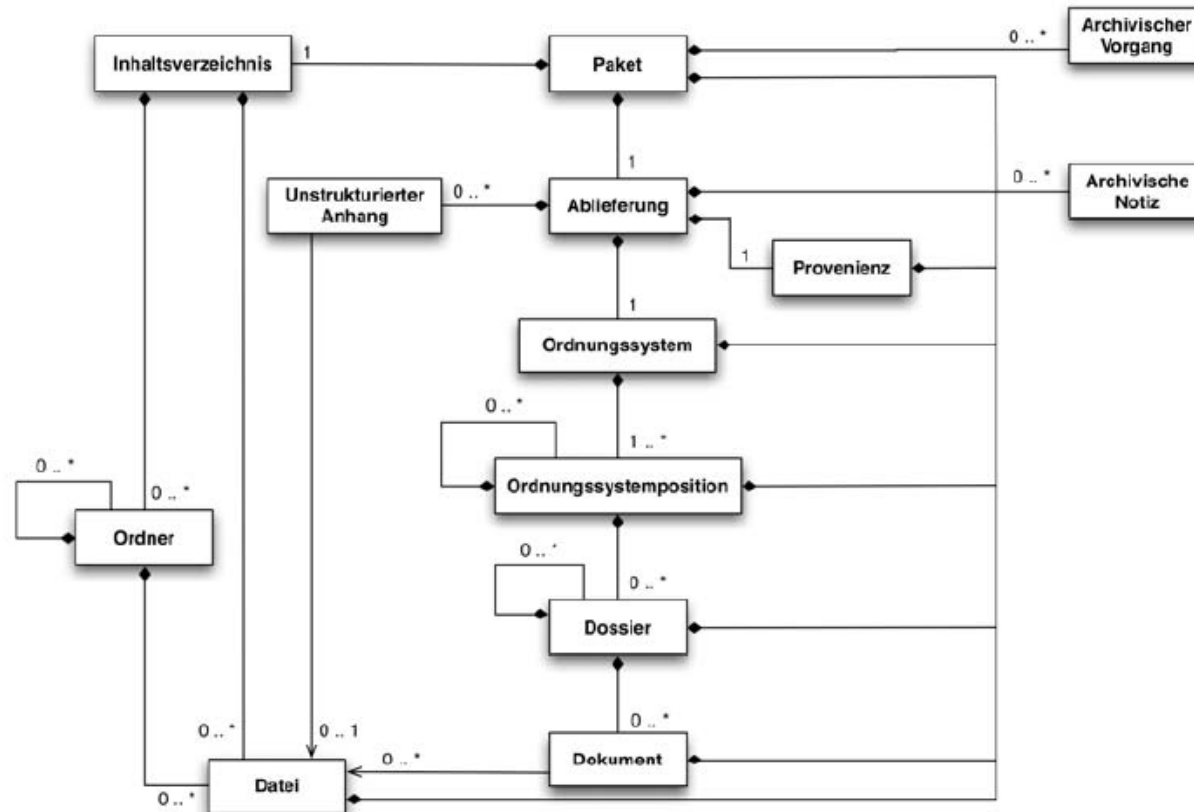 Archivischer
Vorgang
0 .. *
Inhaltsverzeichnis
1
Paket
1
Unstrukturierter
Anhang
0 .. *
Ablieferung
0 .. *
Archivische
Notiz
1
Provenienz
1
Ordnungssystem
0 .. *
1 .. *
Ordnungssystemposition
0 .. *
0 .. *
Ordner
0 .. *
0 .. *
Dossier
0 .. *
0 .. *
0 .. 1
0 .. *
Dokument
Datei
0 .. *